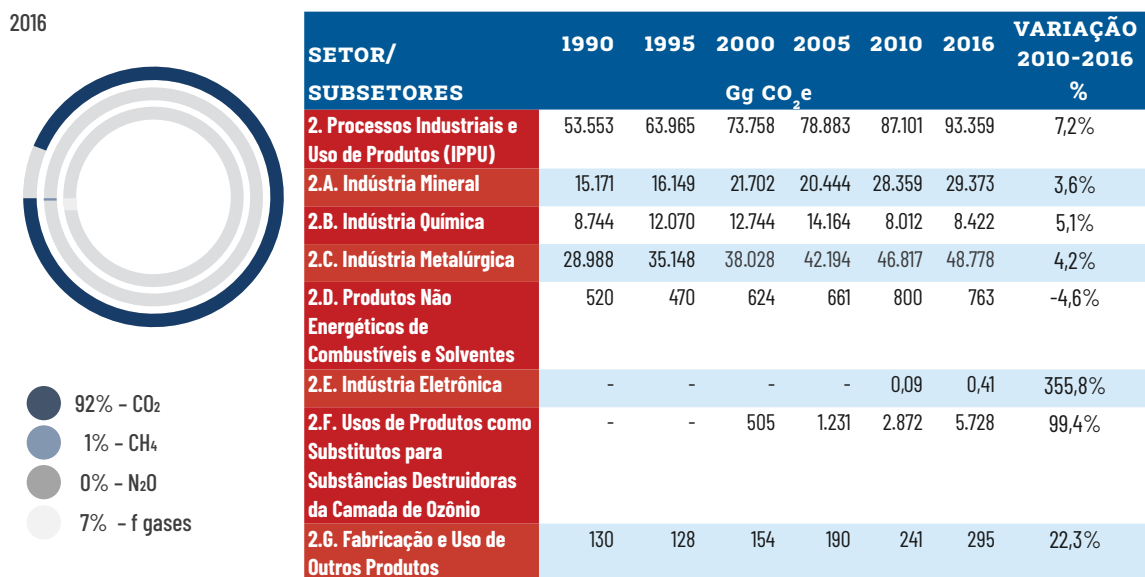 2016
92% – CO₂
1% – CH₄
0% – N₂O
7% – f gases
SETOR/
SUBSETORES
1990 1995 2000 2005 2010 2016
Gg CO₂e
VARIAÇÃO
2010-2016
%
2. Processos Industriais e
Uso de Produtos (IPPU)
53.553 63.965 73.758 78.883 87.101 93.359 7,2%
2.A. Indústria Mineral 15.171 16.149 21.702 20.444 28.359 29.373 3,6%
2.B. Indústria Química 8.744 12.070 12.744 14.164 8.012 8.422 5,1%
2.C. Indústria Metalúrgica 28.988 35.148 38.028 42.194 46.817 48.778 4,2%
2.D. Produtos Não
Energéticos de
Combustíveis e Solventes
520 470 624 661 800 763 -4,6%
2.E. Indústria Eletrônica - - - - 0,09 0,41 355,8%
2.F. Usos de Produtos como
Substitutos para
Substâncias Destruidoras
da Camada de Ozônio
- - 505 1.231 2.872 5.728 99,4%
2.G. Fabricação e Uso de
Outros Produtos
130 128 154 190 241 295 22,3%